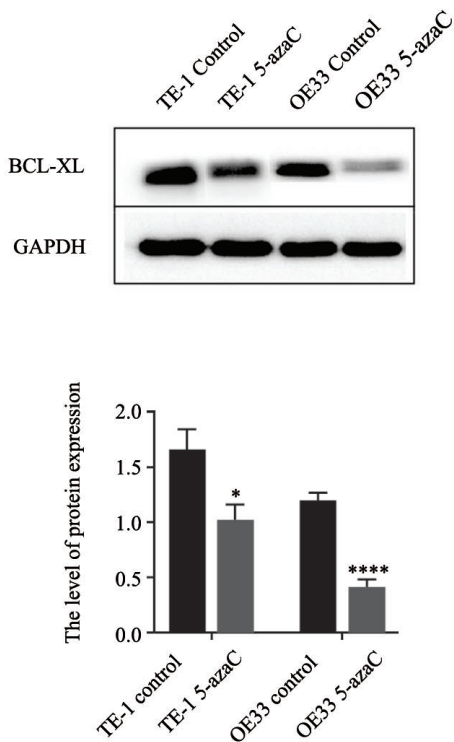 TE-1 Control
TE-1 5-azaC
OE33 Control
OE33 5-azaC
BCL-XL
GAPDH
The level of protein expression
2.0
1.5
1.0
0.5
0.0
*
****
TE-1 control
TE-1 5-azaC
OE33 control
OE33 5-azaC